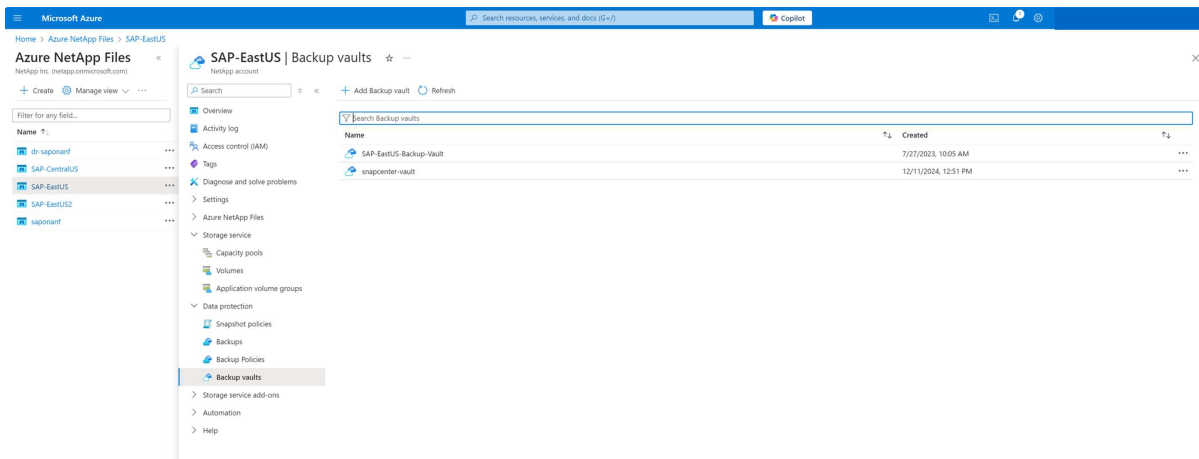 Microsoft Azure
Search resources, services, and docs (G+/)
Copilot
1
Home > Azure NetApp Files > SAP-EastUS
Azure NetApp Files
NetApp Inc. (netapp.onmicrosoft.com)
+ Create Manage view ...
Filter for any field...
Name ↑↓
dr-saponanf ...
SAP-CentralUS ...
SAP-EastUS ...
SAP-EastUS2 ...
saponanf ...
SAP-EastUS | Backup vaults ...
NetApp account
Search
Overview
Activity log
Access control (IAM)
Tags
Diagnose and solve problems
Settings
Azure NetApp Files
Storage service
Capacity pools
Volumes
Application volume groups
Data protection
Snapshot policies
Backups
Backup Policies
Backup vaults
Storage service add-ons
Automation
Help
+ Add Backup vault Refresh
Search Backup vaults
Name ↑↓ Created ↑↓
SAP-EastUS-Backup-Vault 7/27/2023, 10:05 AM ...
snapcenter-vault 12/11/2024, 12:51 PM ...